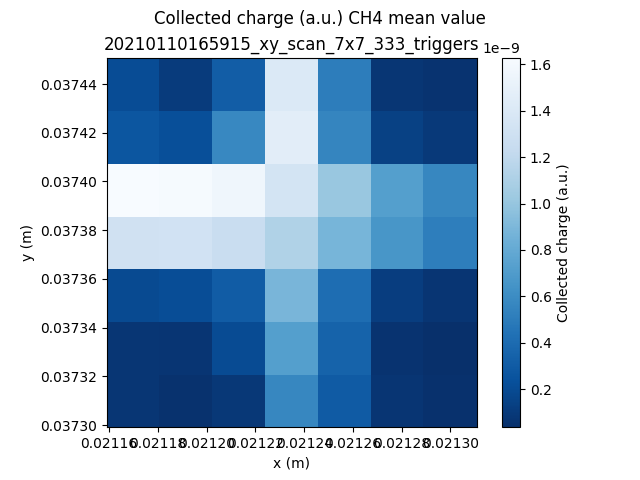 Collected charge (a.u.) CH4 mean value
20210110165915_xy_scan_7x7_333_triggers
1e−9
0.03744
0.03742
0.03740
0.03738
0.03736
0.03734
0.03732
0.03730
y (m)
0.02116 0.02118 0.02120 0.02122 0.02124 0.02126 0.02128 0.02130
x (m)
1.6
1.4
1.2
1.0
0.8
0.6
0.4
0.2
Collected charge (a.u.)